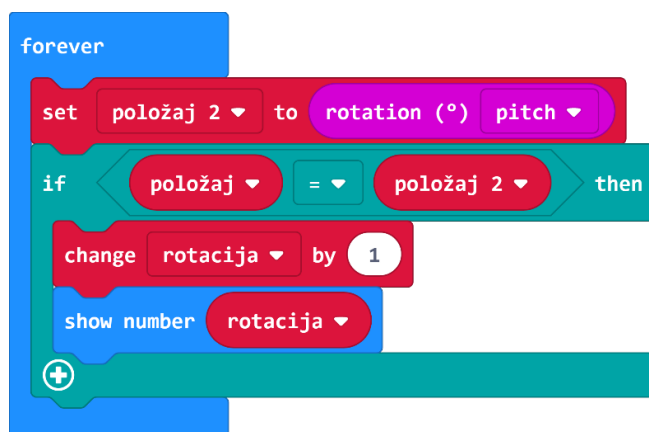 forever
set položaj 2 to rotation (°) pitch
if položaj = položaj 2 then
change rotacija by 1
show number rotacija